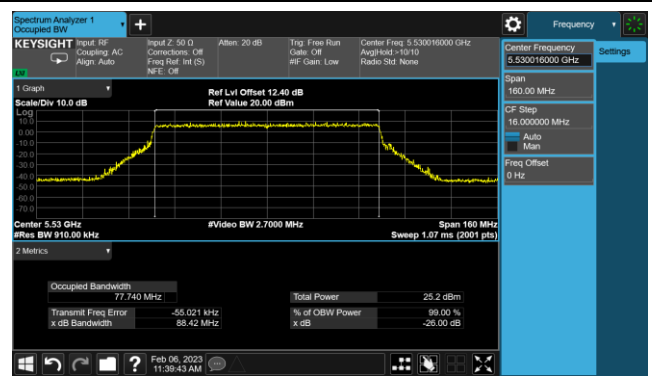 Spectrum Analyzer 1
Occupied BW
Frequency
KEYSIGHT
Input: RF
Coupling: AC
Align: Auto
Input Z: 50 Ω
Corrections: Off
Freq Ref: Int (S)
NFE: Off
Atten: 20 dB
Trig: Free Run
Gate: Off
#IF Gain: Low
Center Freq: 5.530016000 GHz
Avg|Hold:>10/10
Radio Std: None
LXI
Center Frequency
5.530016000 GHz
Settings
Span
160.00 MHz
CF Step
16.000000 MHz
Auto
Man
Freq Offset
0 Hz
1 Graph
Scale/Div 10.0 dB
Ref Lvl Offset 12.40 dB
Ref Value 20.00 dBm
Log
10.0
0.00
-10.0
-20.0
-30.0
-40.0
-50.0
-60.0
-70.0
Center 5.53 GHz
#Res BW 910.00 kHz
#Video BW 2.7000 MHz
Span 160 MHz
Sweep 1.07 ms (2001 pts)
2 Metrics
Occupied Bandwidth
77.740 MHz
Total Power 25.2 dBm
Transmit Freq Error -55.021 kHz
% of OBW Power 99.00 %
x dB Bandwidth 88.42 MHz
x dB -26.00 dB
?
Feb 06, 2023
11:39:43 AM